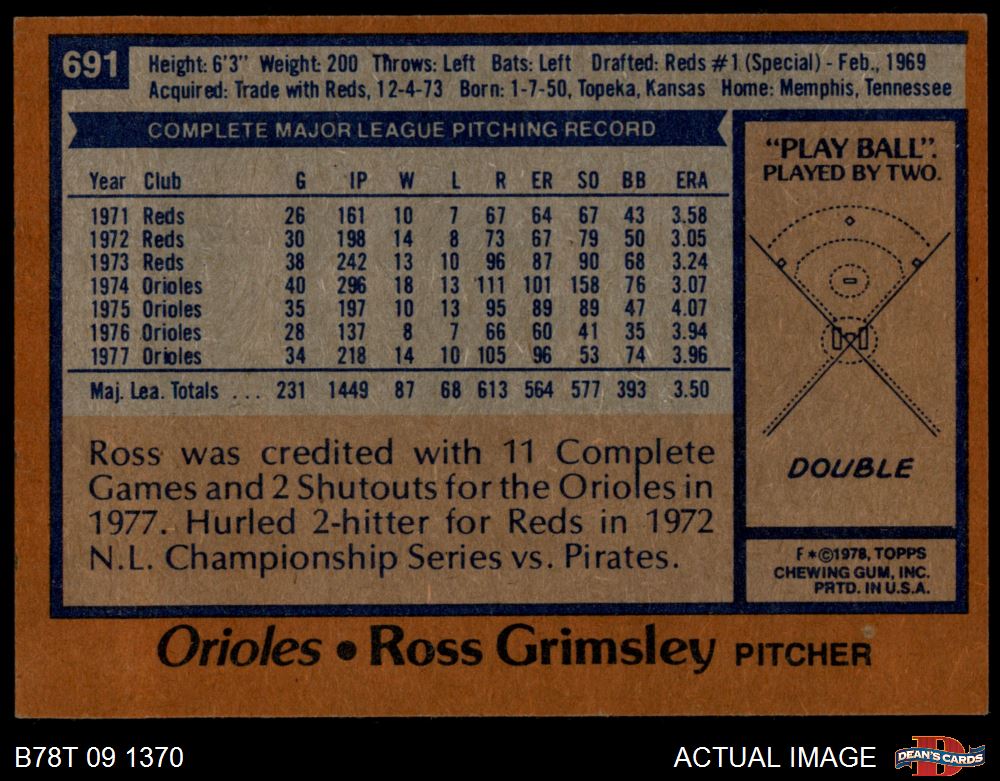 691
Height: 6'3" Weight: 200 Throws: Left Bats: Left Drafted: Reds #1 (Special) - Feb., 1969
Acquired: Trade with Reds, 12-4-73 Born: 1-7-50, Topeka, Kansas Home: Memphis, Tennessee
COMPLETE MAJOR LEAGUE PITCHING RECORD
Year Club G IP W L R ER SO BB ERA
1971 Reds 26 161 10 7 67 64 67 43 3.58
1972 Reds 30 198 14 8 73 67 79 50 3.05
1973 Reds 38 242 13 10 96 87 90 68 3.24
1974 Orioles 40 296 18 13 111 101 158 76 3.07
1975 Orioles 35 197 10 13 95 89 89 47 4.07
1976 Orioles 28 137 8 7 66 60 41 35 3.94
1977 Orioles 34 218 14 10 105 96 53 74 3.96
Maj. Lea. Totals ... 231 1449 87 68 613 564 577 393 3.50
Ross was credited with 11 Complete
Games and 2 Shutouts for the Orioles in
1977. Hurled 2-hitter for Reds in 1972
N.L. Championship Series vs. Pirates.
"PLAY BALL".
PLAYED BY TWO.
DOUBLE
F*©1978, TOPPS
CHEWING GUM, INC.
PRTD. IN U.S.A.
Orioles • Ross Grimsley PITCHER
B78T 09 1370
ACTUAL IMAGE
D
DEAN'S CARDS